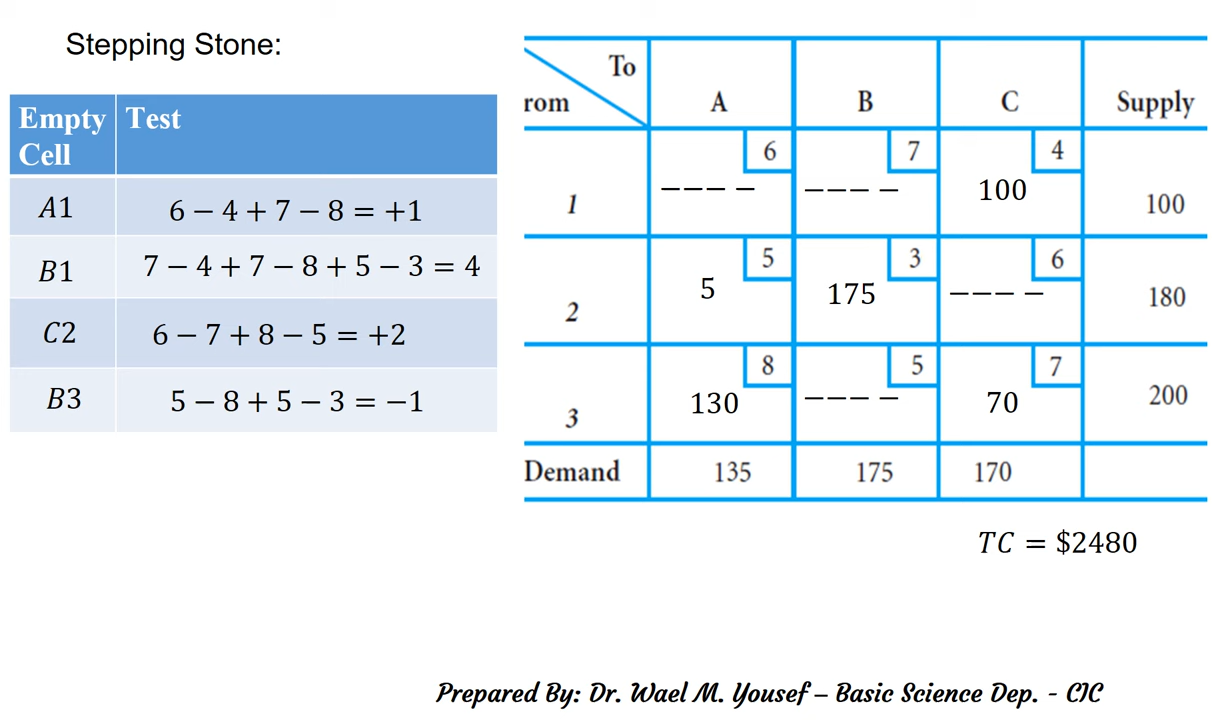 Stepping Stone:
Empty Cell Test
A1 6 − 4 + 7 − 8 = +1
B1 7 − 4 + 7 − 8 + 5 − 3 = 4
C2 6 − 7 + 8 − 5 = +2
B3 5 − 8 + 5 − 3 = −1
To
rom A B C Supply
6 7 4
1 −−− − −−− − 100 100
5 3 6
2 5 175 −−− − 180
8 5 7
3 130 −−− − 70 200
Demand 135 175 170
TC = $2480
Prepared By: Dr. Wael M. Yousef – Basic Science Dep. - CIC